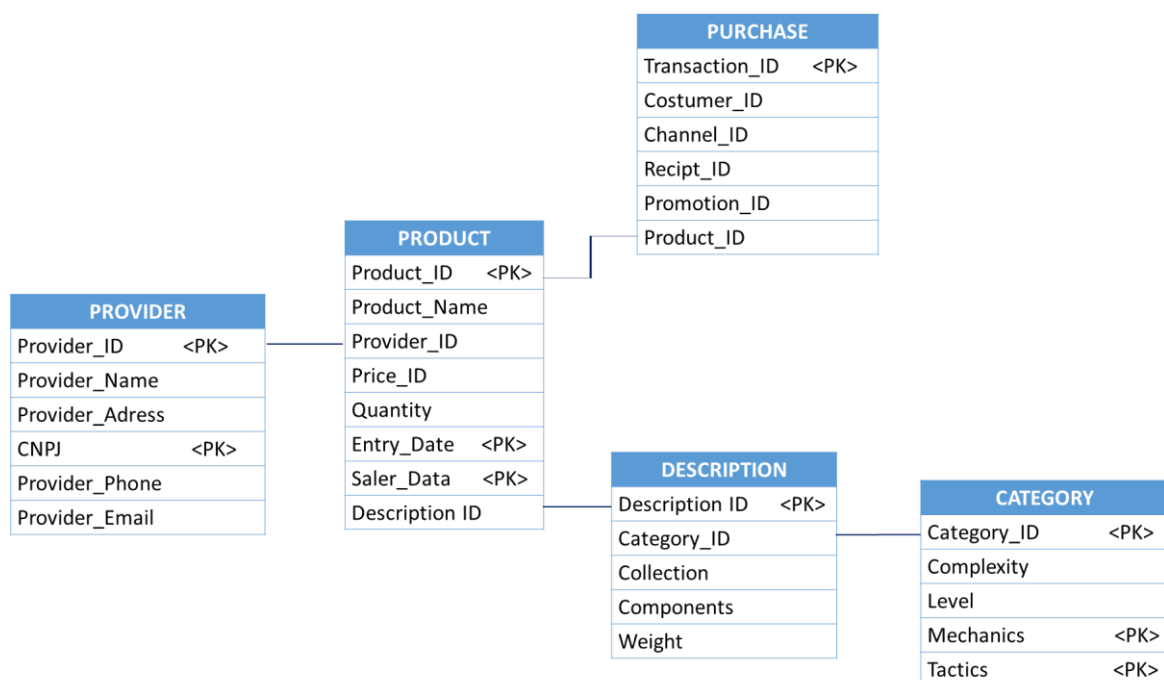 PURCHASE
Transaction_ID <PK>
Costumer_ID
Channel_ID
Recipt_ID
Promotion_ID
Product_ID
PRODUCT
Product_ID <PK>
Product_Name
Provider_ID
Price_ID
Quantity
Entry_Date <PK>
Saler_Data <PK>
Description ID
PROVIDER
Provider_ID <PK>
Provider_Name
Provider_Adress
CNPJ <PK>
Provider_Phone
Provider_Email
DESCRIPTION
Description ID <PK>
Category_ID
Collection
Components
Weight
CATEGORY
Category_ID <PK>
Complexity
Level
Mechanics <PK>
Tactics <PK>